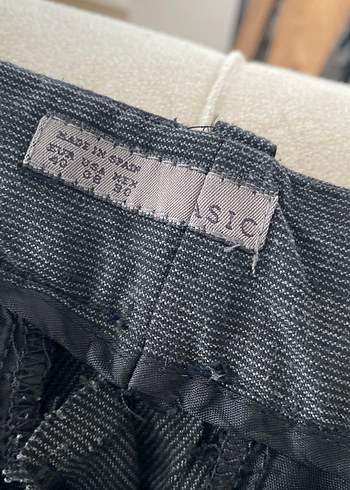 MADE IN SPAIN
EUR USA MEX
40 08 30
ASIC